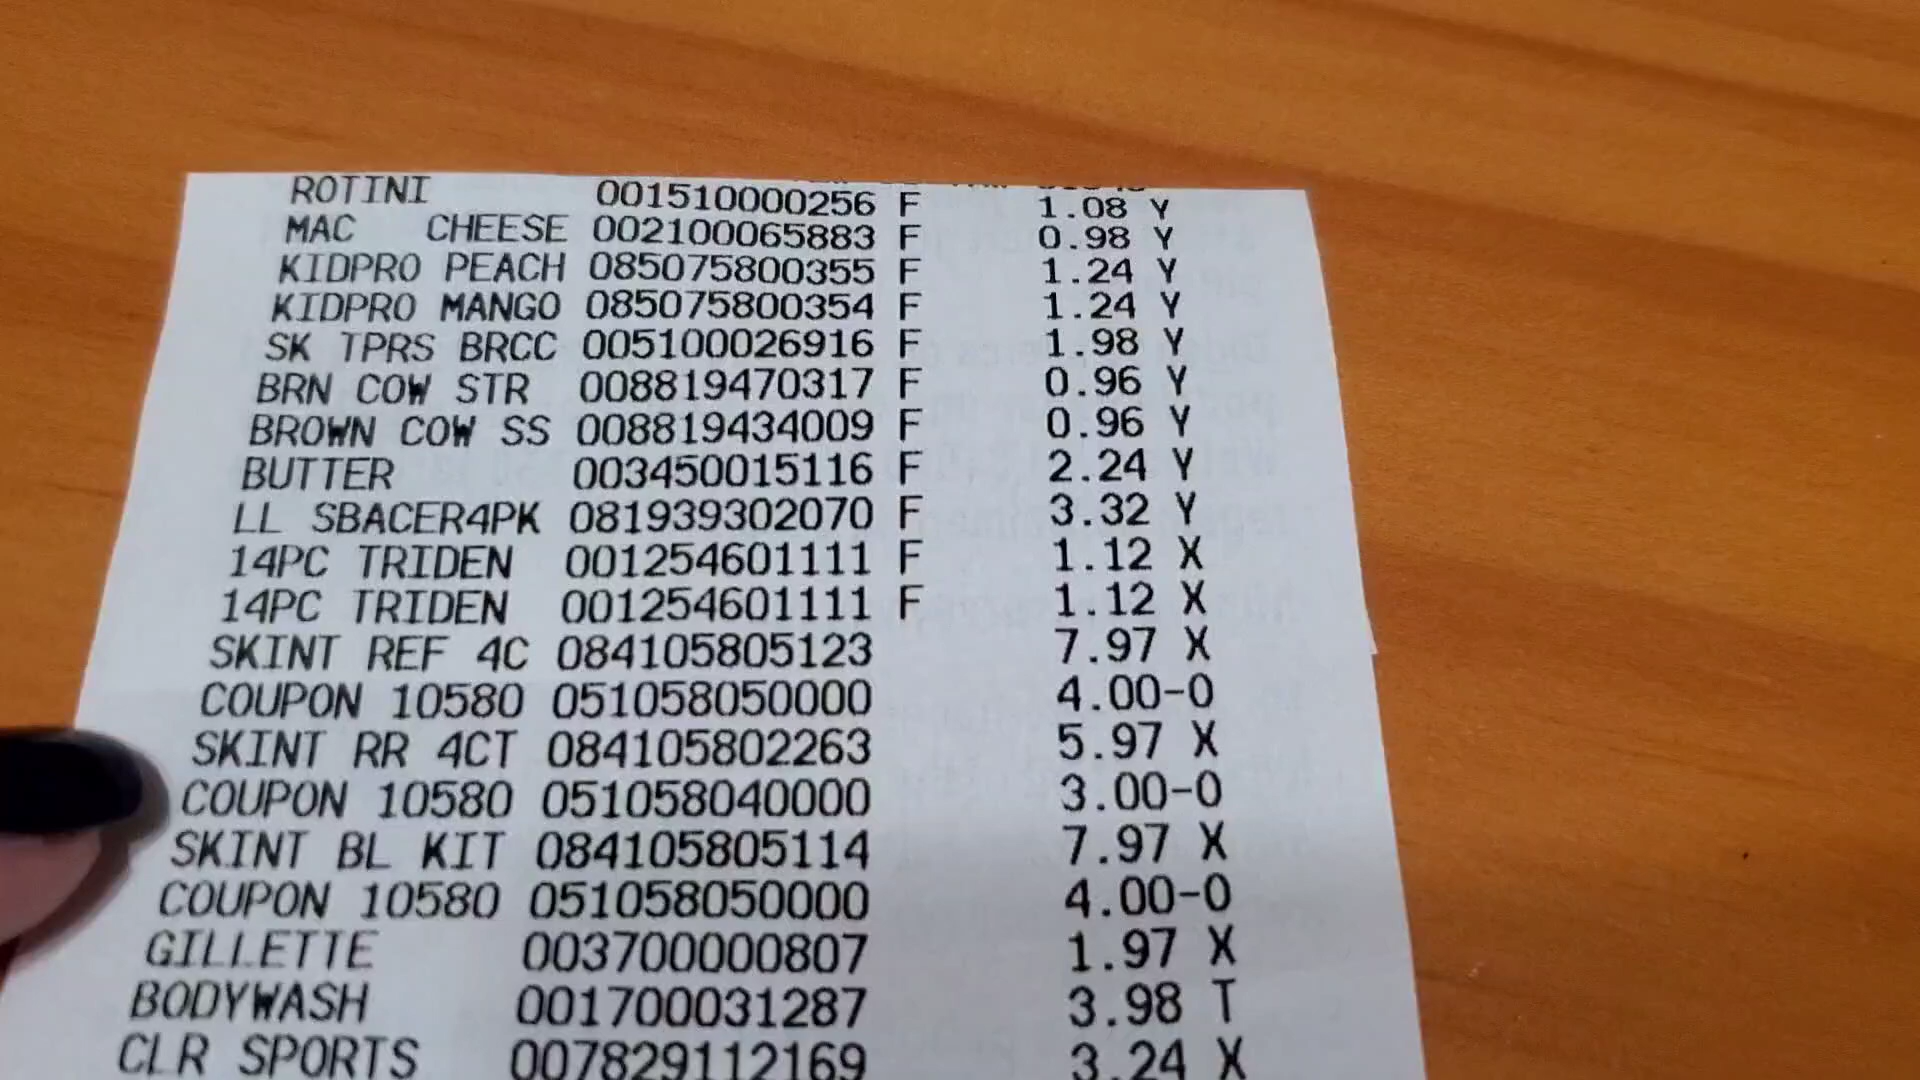 ROTINI 001510000256 F 1.08 Y
MAC CHEESE 002100065883 F 0.98 Y
KIDPRO PEACH 085075800355 F 1.24 Y
KIDPRO MANGO 085075800354 F 1.24 Y
SK TPRS BRCC 005100026916 F 1.98 Y
BRN COW STR 008819470317 F 0.96 Y
BROWN COW SS 008819434009 F 0.96 Y
BUTTER 003450015116 F 2.24 Y
LL SBACER4PK 081939302070 F 3.32 Y
14PC TRIDEN 001254601111 F 1.12 X
14PC TRIDEN 001254601111 F 1.12 X
SKINT REF 4C 084105805123 7.97 X
COUPON 10580 051058050000 4.00-O
SKINT RR 4CT 084105802263 5.97 X
COUPON 10580 051058040000 3.00-O
SKINT BL KIT 084105805114 7.97 X
COUPON 10580 051058050000 4.00-O
GILLETTE 003700000807 1.97 X
BODYWASH 001700031287 3.98 T
CLR SPORTS 007829112169 3.24 X